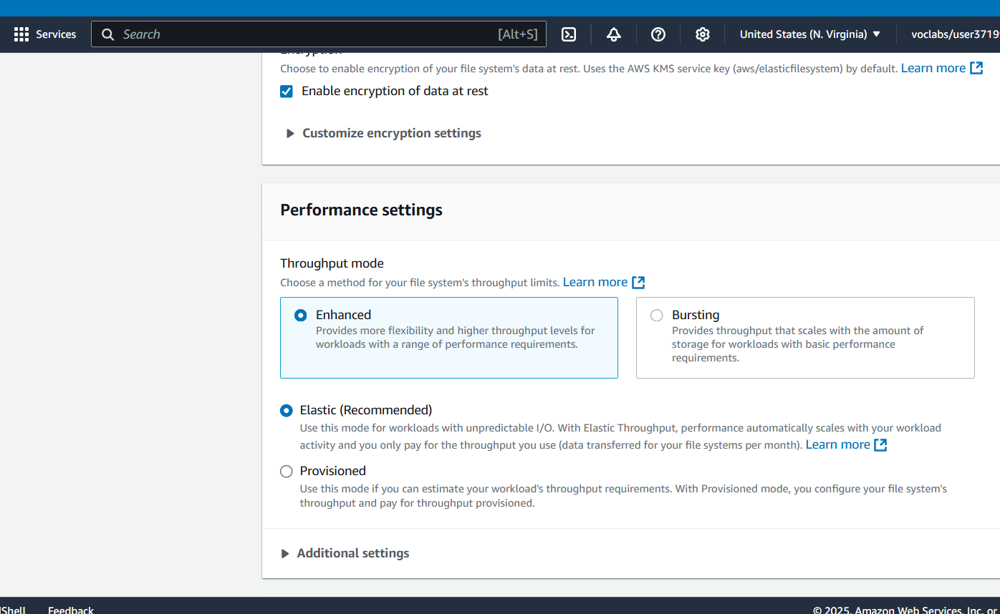 Services
Search [Alt+S]
United States (N. Virginia)
voclabs/user3719
Encryption
Choose to enable encryption of your file system's data at rest. Uses the AWS KMS service key (aws/elasticfilesystem) by default. Learn more
Enable encryption of data at rest
Customize encryption settings
Performance settings
Throughput mode
Choose a method for your file system's throughput limits. Learn more
Enhanced
Provides more flexibility and higher throughput levels for
workloads with a range of performance requirements.
Bursting
Provides throughput that scales with the amount of
storage for workloads with basic performance
requirements.
Elastic (Recommended)
Use this mode for workloads with unpredictable I/O. With Elastic Throughput, performance automatically scales with your workload
activity and you only pay for the throughput you use (data transferred for your file systems per month). Learn more
Provisioned
Use this mode if you can estimate your workload's throughput requirements. With Provisioned mode, you configure your file system's
throughput and pay for throughput provisioned.
Additional settings
Shell Feedback
© 2025, Amazon Web Services, Inc. or